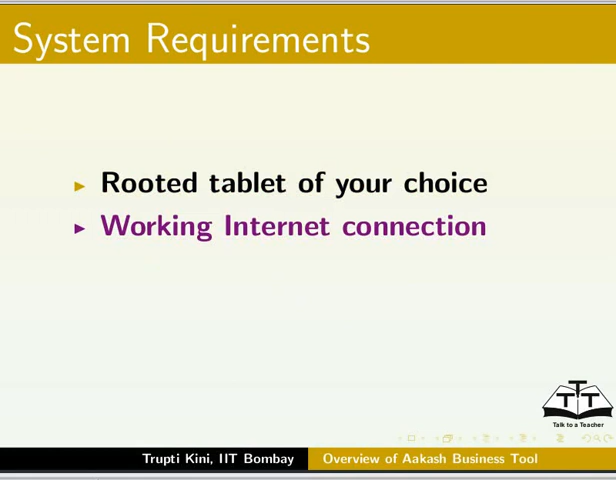 System Requirements
Rooted tablet of your choice
Working Internet connection
TTT
Talk to a Teacher
Trupti Kini, IIT Bombay
Overview of Aakash Business Tool